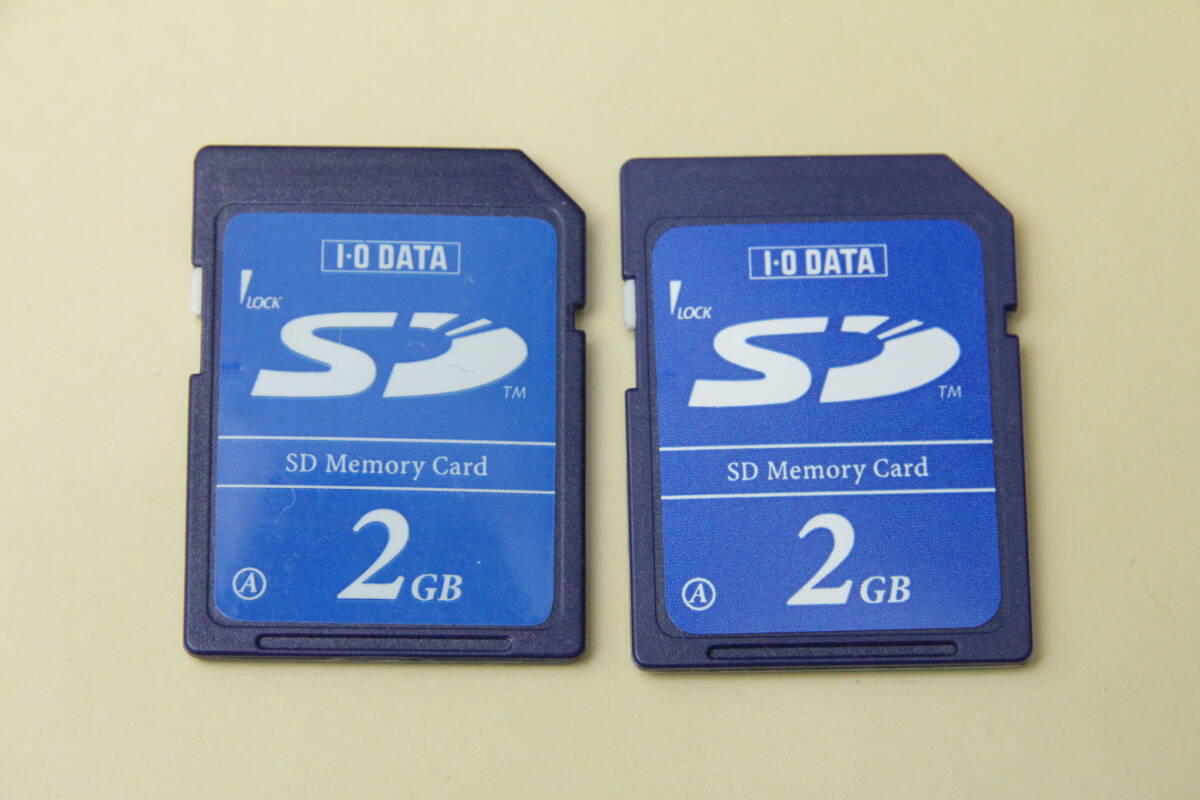 I·O DATA
LOCK
SD
TM
SD Memory Card
2GB
A
I·O DATA
LOCK
SD
TM
SD Memory Card
2GB
A